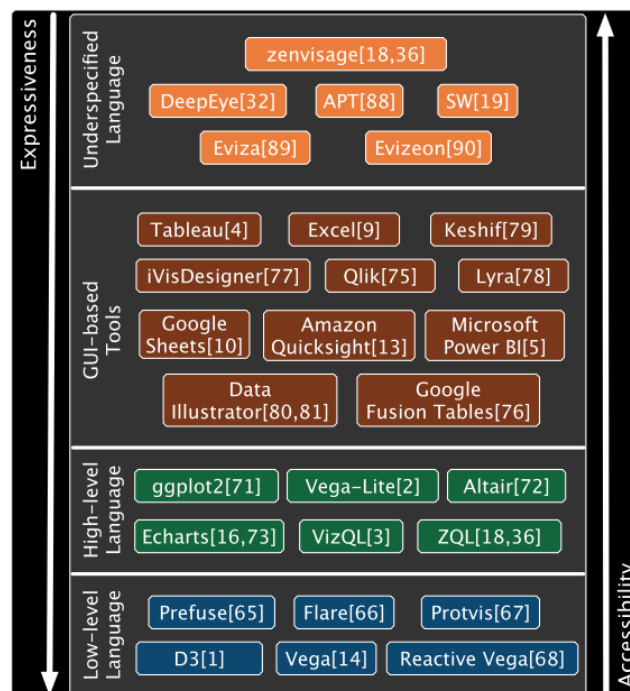 Expressiveness
Underspecified
Language
zenvisage[18,36]
DeepEye[32] APT[88] SW[19]
Eviza[89] Evizeon[90]
GUI-based
Tools
Tableau[4] Excel[9] Keshif[79]
iVisDesigner[77] Qlik[75] Lyra[78]
Google
Sheets[10]
Amazon
Quicksight[13]
Microsoft
Power BI[5]
Data
Illustrator[80,81]
Google
Fusion Tables[76]
High-level
Language
ggplot2[71] Vega-Lite[2] Altair[72]
Echarts[16,73] VizQL[3] ZQL[18,36]
Low-level
Language
Prefuse[65] Flare[66] Protvis[67]
D3[1] Vega[14] Reactive Vega[68]
Accessibility